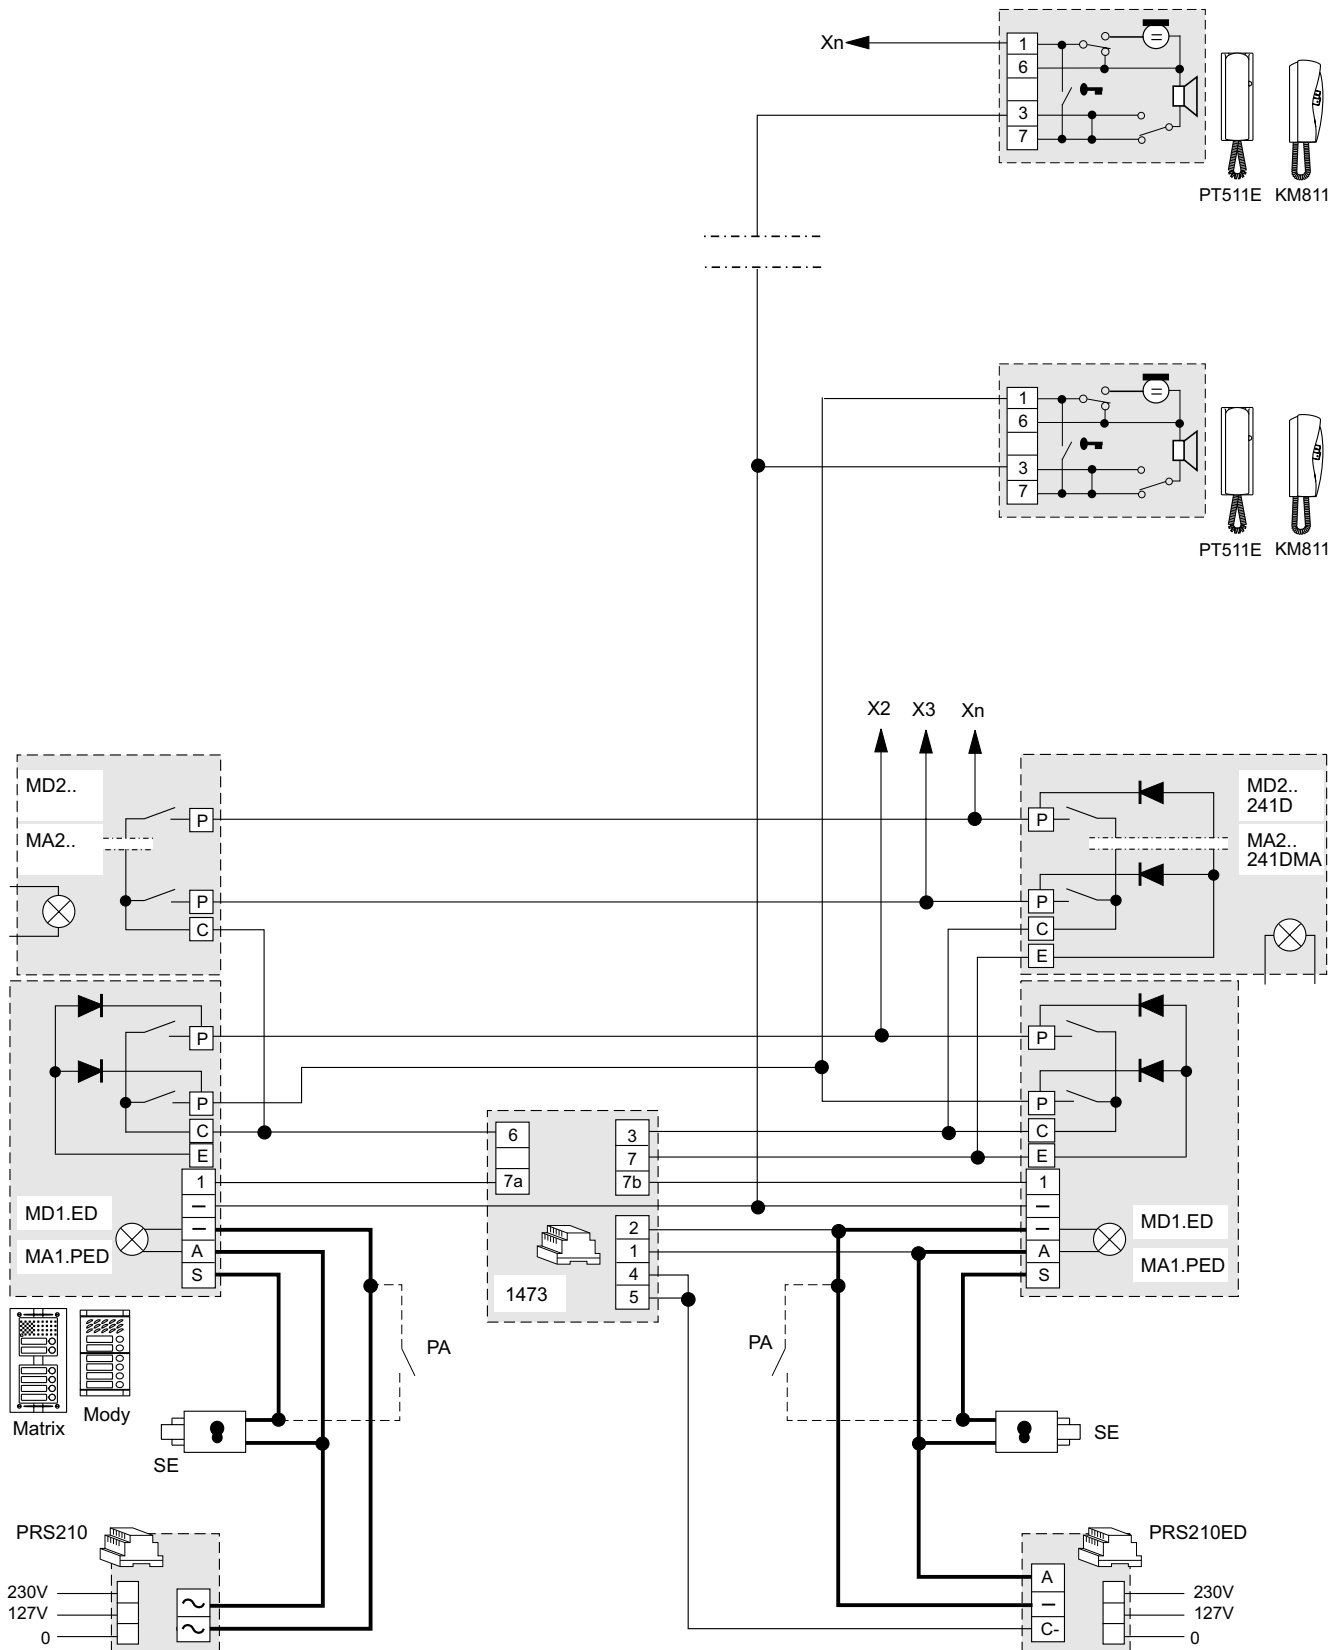 Xn
1
6
3
7
PT511E KM811
1
6
3
7
PT511E KM811
X2 X3 Xn
MD2..
MA2..
P
P
C
P
P
C
E
MD2..
241D
MA2..
241DMA
P
P
C
E
1
—
—
A
S
MD1.ED
MA1.PED
6
7a
3
7
7b
2
1
4
5
1473
P
P
C
E
1
—
—
A
S
MD1.ED
MA1.PED
PA
PA
Matrix
Mody
SE
SE
PRS210
230V
127V
0
~
~
PRS210ED
A
—
C-
230V
127V
0